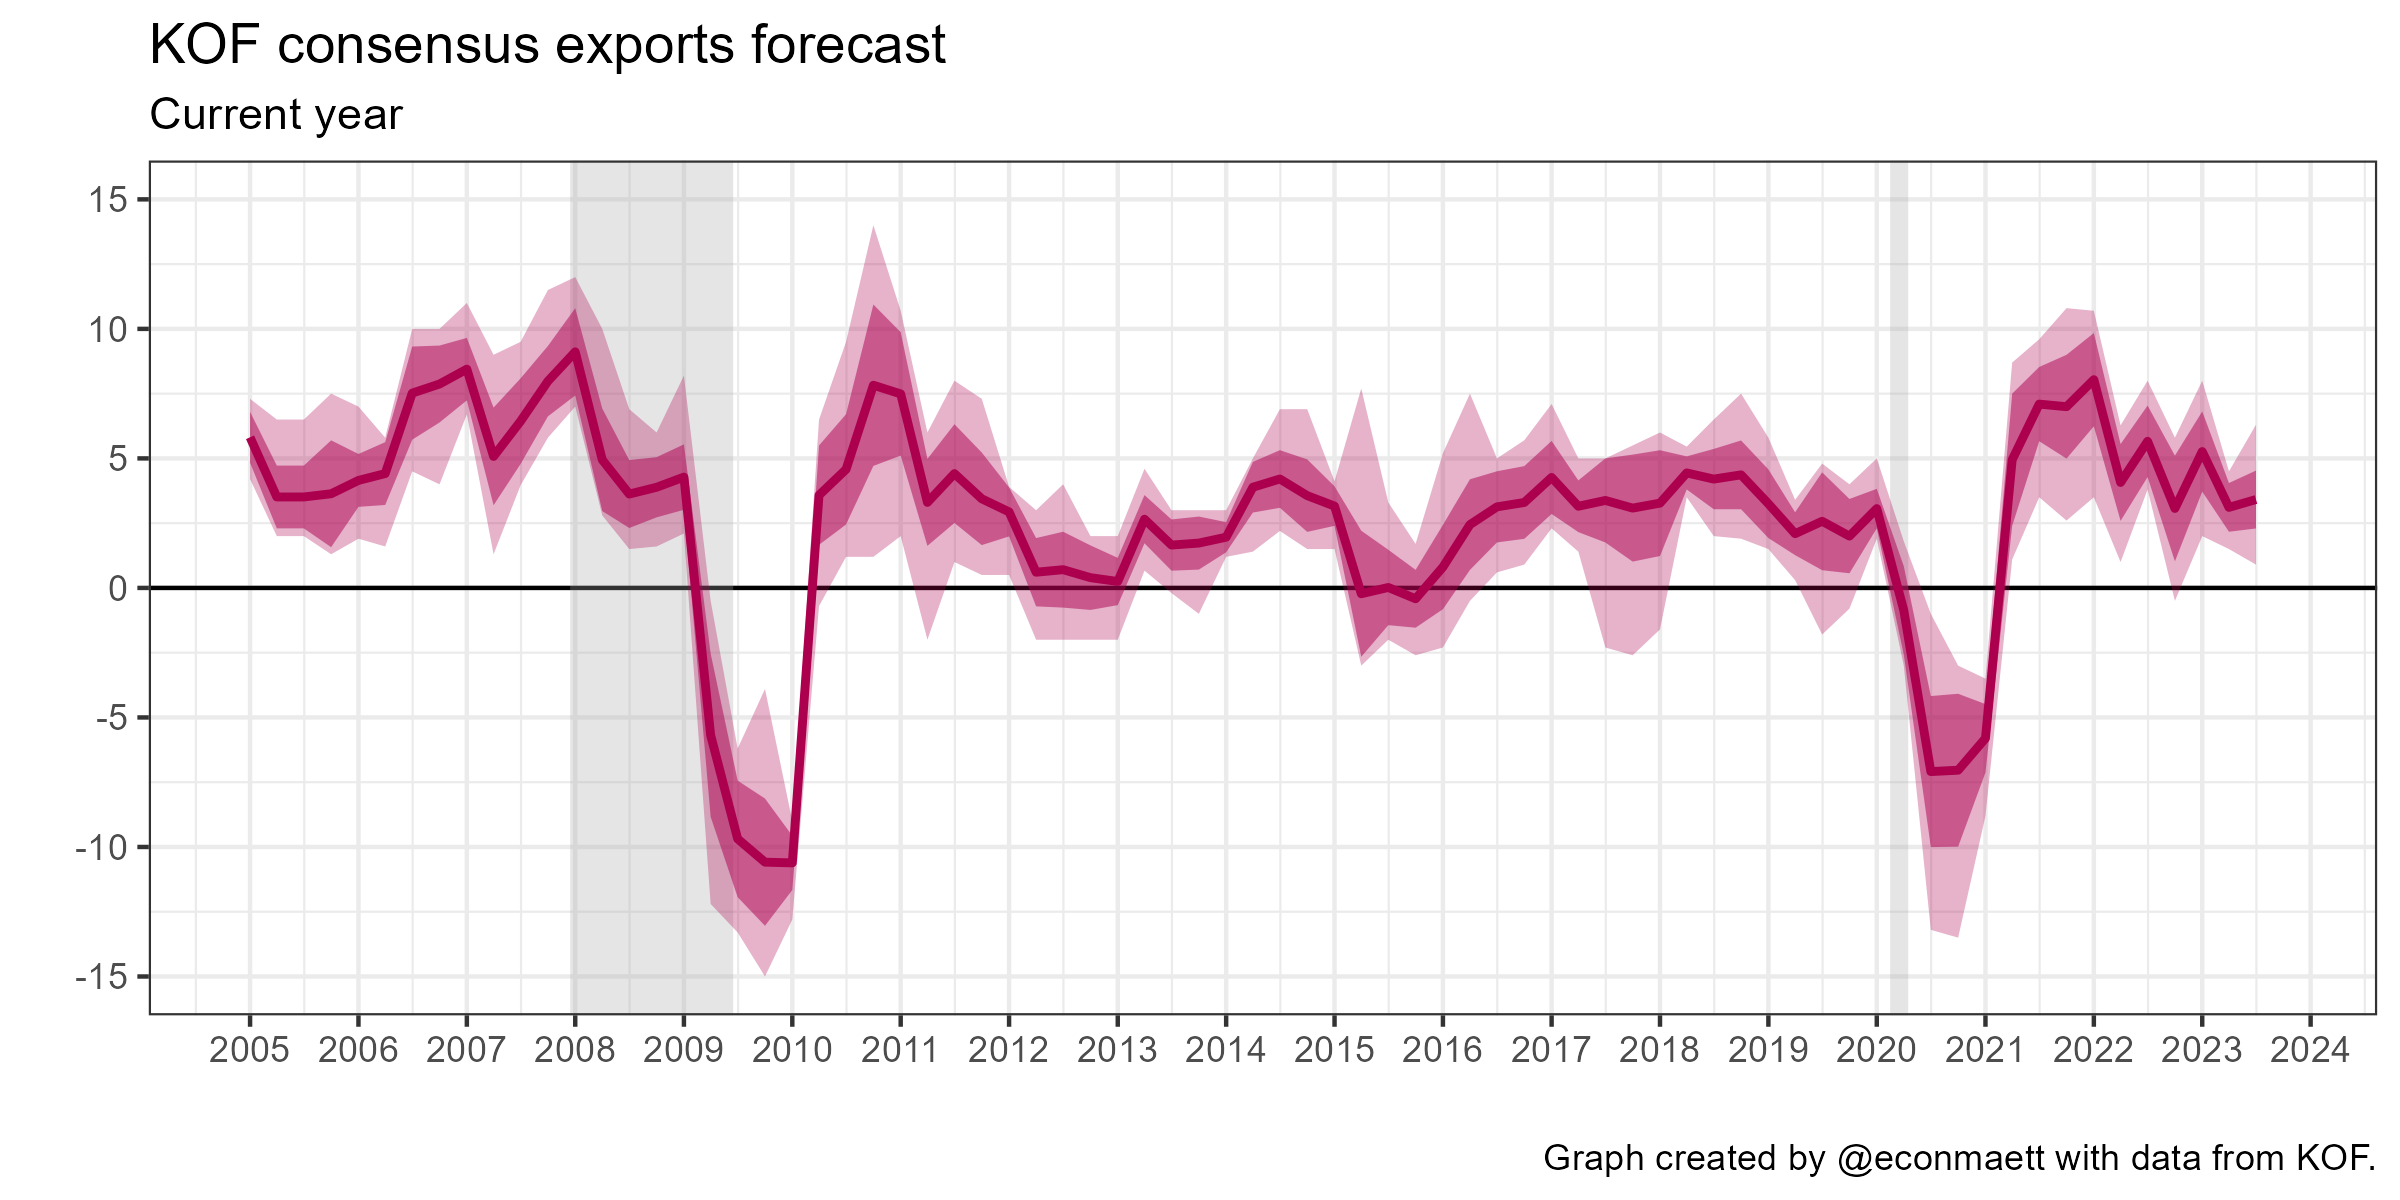 KOF consensus exports forecast
Current year
15
10
5
0
-5
-10
-15
2005 2006 2007 2008 2009 2010 2011 2012 2013 2014 2015 2016 2017 2018 2019 2020 2021 2022 2023 2024
Graph created by @econmaett with data from KOF.